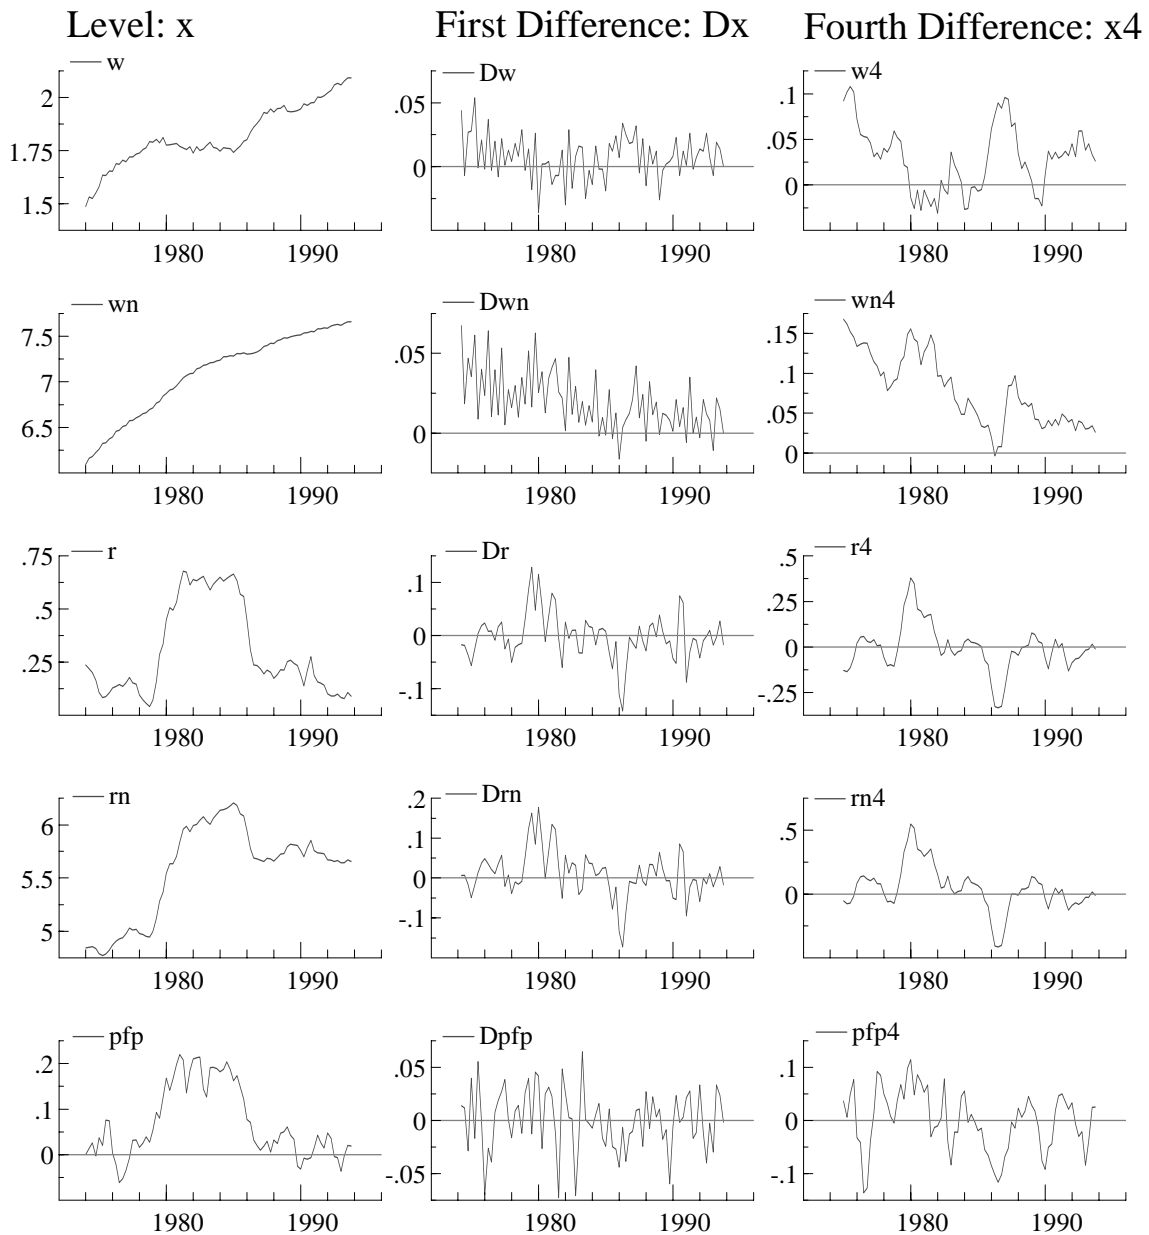 Level: x First Difference: Dx Fourth Difference: x4
w Dw w4
2 .05 .1
1.75 .05
1.5 0 0
1980 1990 1980 1990 1980 1990
wn Dwn wn4
7.5 .05 .15
7 .1
6.5 0 .05
0
1980 1990 1980 1990 1980 1990
r Dr r4
.75 .1 .5
.5 0 .25
.25 -.1 0
-.25
1980 1990 1980 1990 1980 1990
rn Drn rn4
6 .2 .5
5.5 .1 0
5 0
-.1
1980 1990 1980 1990 1980 1990
pfp Dpfp pfp4
.2 .05 .1
.1 0 0
0 -.05 -.1
1980 1990 1980 1990 1980 1990